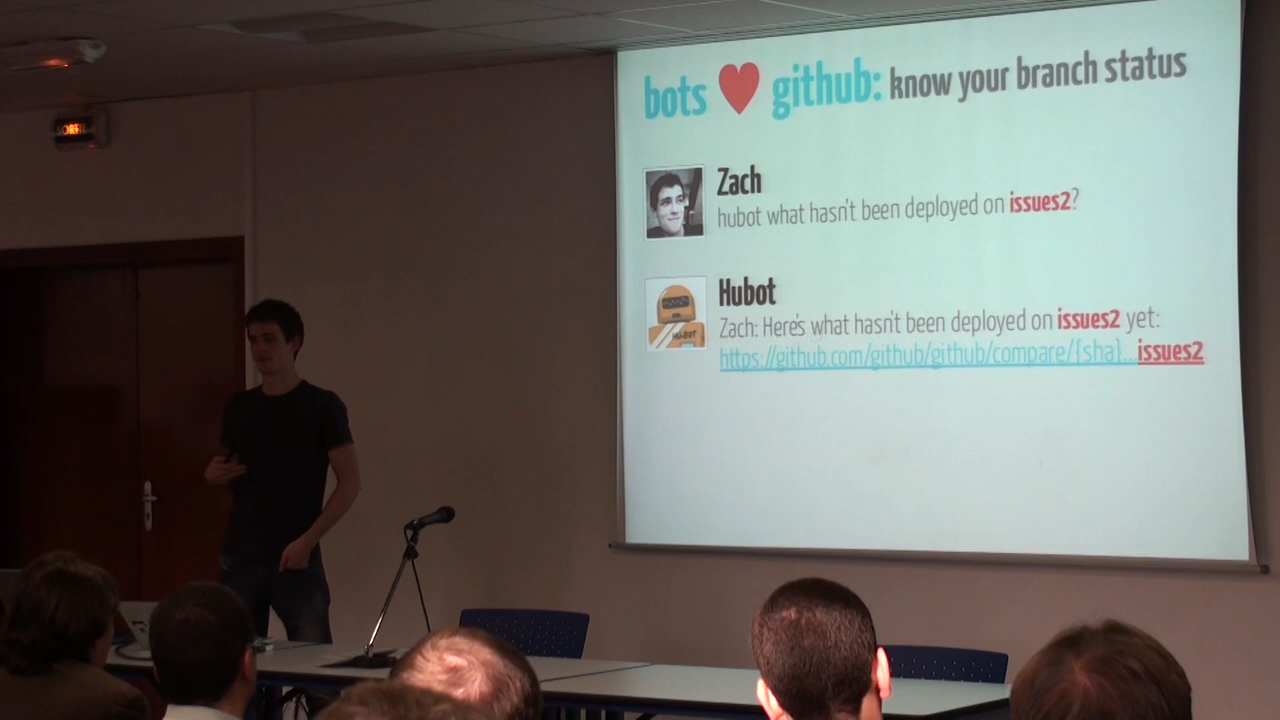 SORTIE
bots ♥ github: know your branch status
Zach
hubot what hasn't been deployed on issues2?
Hubot
Zach: Here's what hasn't been deployed on issues2 yet:
https://github.com/github/github/compare/{sha}...issues2
HUBOT